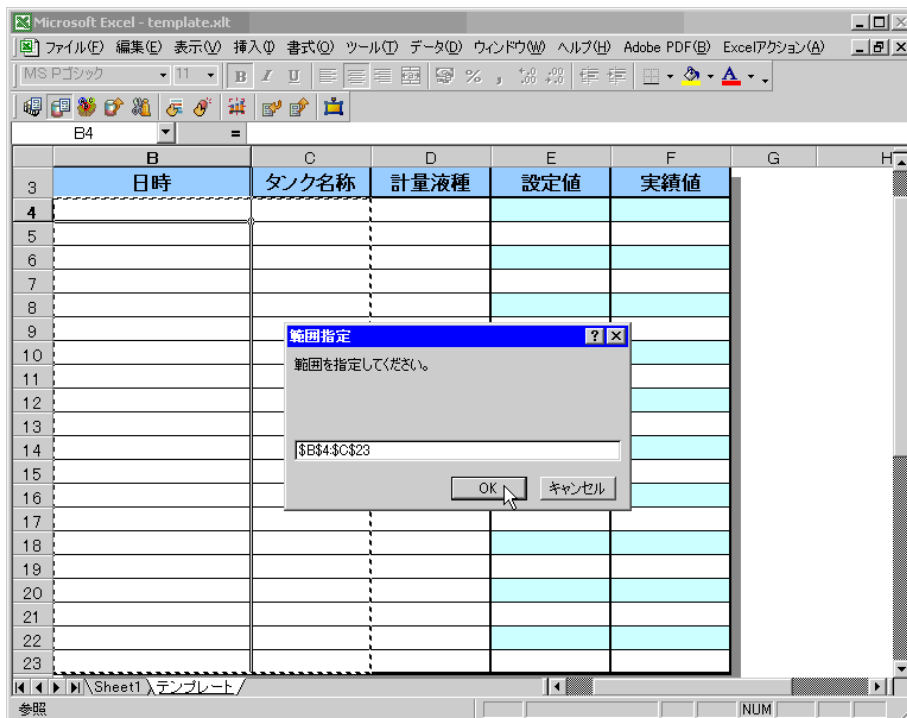 Microsoft Excel - template.xlt
ファイル(F) 編集(E) 表示(V) 挿入(I) 書式(O) ツール(T) データ(D) ウィンドウ(W) ヘルプ(H) Adobe PDF(B) Excelアクション(A)
MS Pゴシック 11 B I U % , .00 .00 A
B4 =
B C D E F G H
3 日時 タンク名称 計量液種 設定値 実績値
4
5
6
7
8
9
範囲指定 ? ×
10
範囲を指定してください。
11
12
13
14 $B$4:$C$23
15
16 OK キャンセル
17
18
19
20
21
22
23
Sheet1 テンプレート
参照 NUM